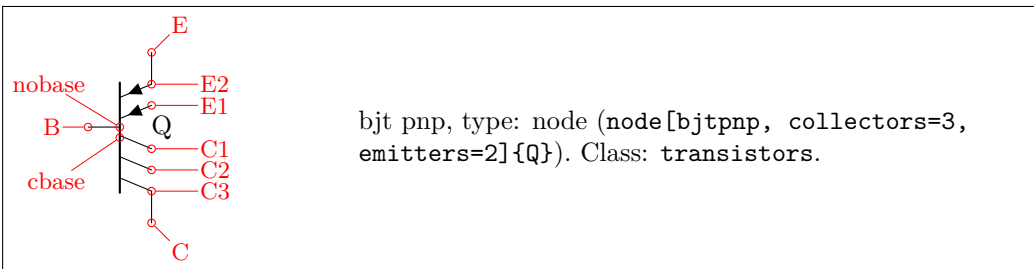 E
nobase
E2
E1
B
Q
C1
cbase
C2
C3
C
bjt pnp, type: node (node[bjtpnp, collectors=3,
emitters=2]{Q}). Class: transistors.